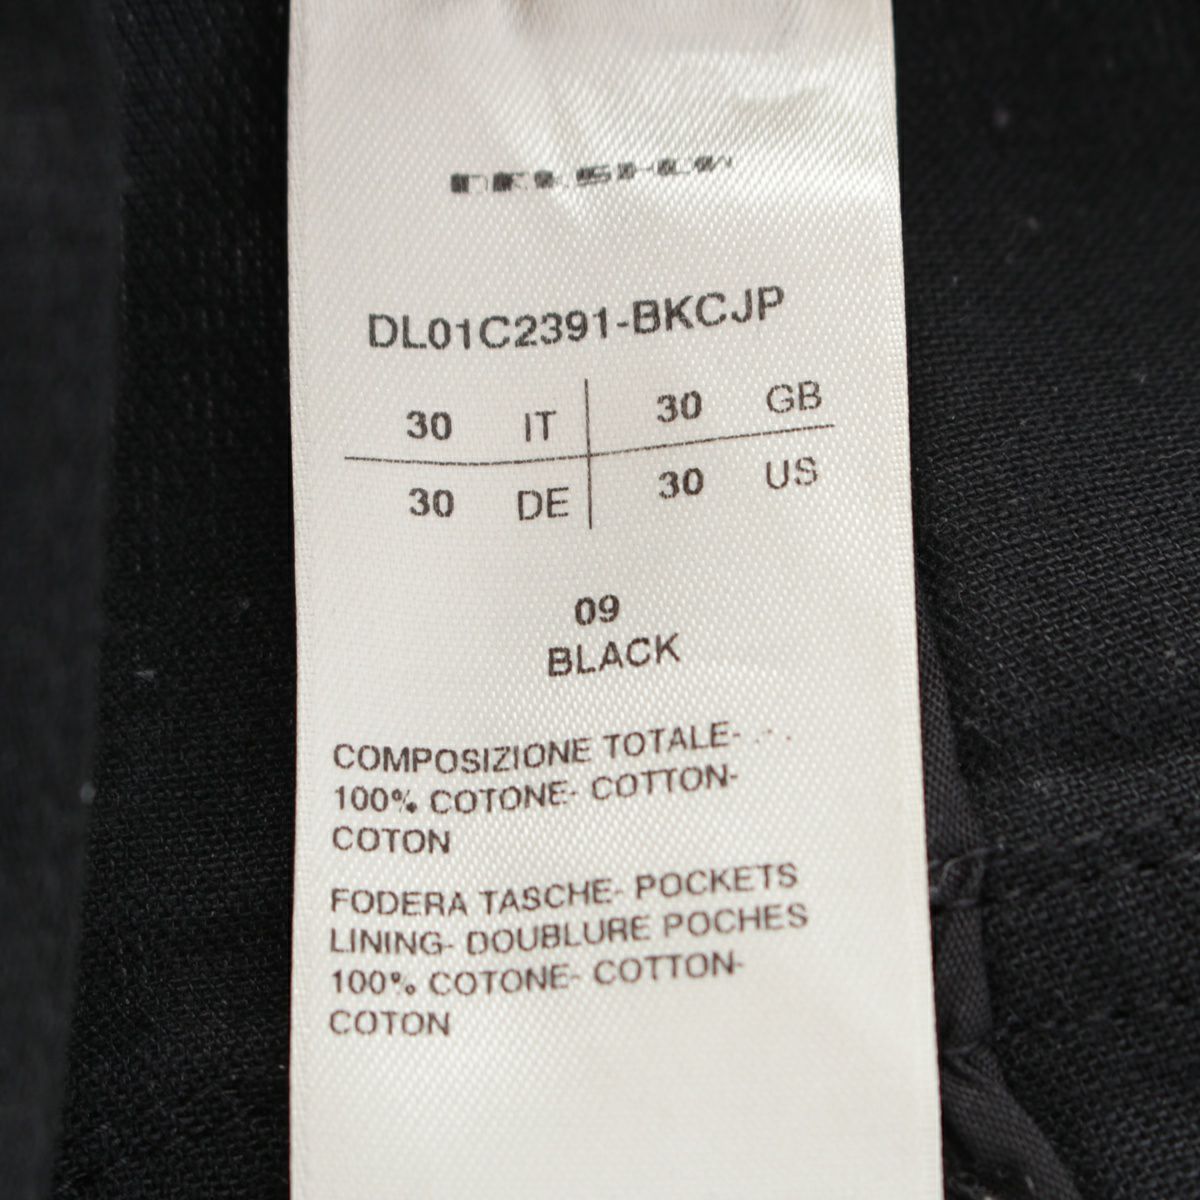 DRKSHDW
DL01C2391-BKCJP
30 IT 30 GB
30 DE 30 US
09
BLACK
COMPOSIZIONE TOTALE-
100% COTONE- COTTON-
COTON
FODERA TASCHE- POCKETS
LINING- DOUBLURE POCHES
100% COTONE- COTTON-
COTON